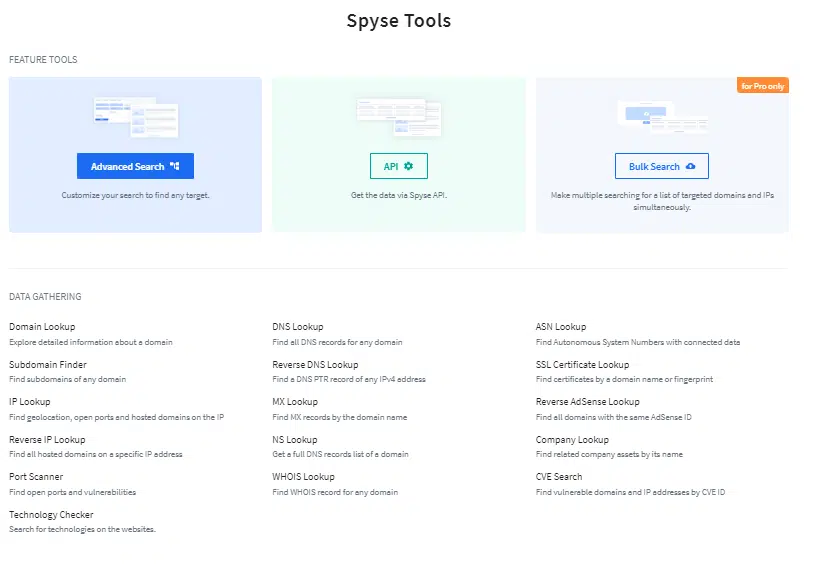 Spyse Tools
FEATURE TOOLS
for Pro only
Advanced Search
API
Bulk Search
Customize your search to find any target.
Get the data via Spyse API.
Make multiple searching for a list of targeted domains and IPs
simultaneously.
DATA GATHERING
Domain Lookup
Explore detailed information about a domain
Subdomain Finder
Find subdomains of any domain
IP Lookup
Find geolocation, open ports and hosted domains on the IP
Reverse IP Lookup
Find all hosted domains on a specific IP address
Port Scanner
Find open ports and vulnerabilities
Technology Checker
Search for technologies on the websites.
DNS Lookup
Find all DNS records for any domain
Reverse DNS Lookup
Find a DNS PTR record of any IPv4 address
MX Lookup
Find MX records by the domain name
NS Lookup
Get a full DNS records list of a domain
WHOIS Lookup
Find WHOIS record for any domain
ASN Lookup
Find Autonomous System Numbers with connected data
SSL Certificate Lookup
Find certificates by a domain name or fingerprint
Reverse AdSense Lookup
Find all domains with the same AdSense ID
Company Lookup
Find related company assets by its name
CVE Search
Find vulnerable domains and IP addresses by CVE ID